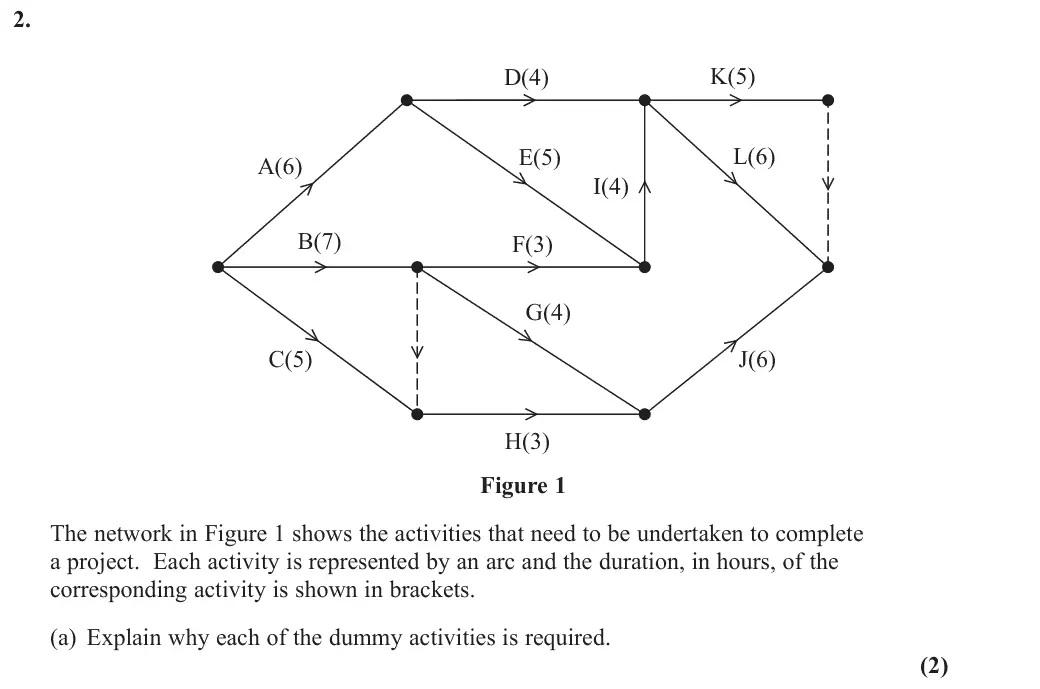 2.
D(4)
K(5)
A(6)
E(5)
L(6)
I(4)
B(7)
F(3)
G(4)
C(5)
J(6)
H(3)
Figure 1
The network in Figure 1 shows the activities that need to be undertaken to complete
a project. Each activity is represented by an arc and the duration, in hours, of the
corresponding activity is shown in brackets.
(a) Explain why each of the dummy activities is required.
(2)